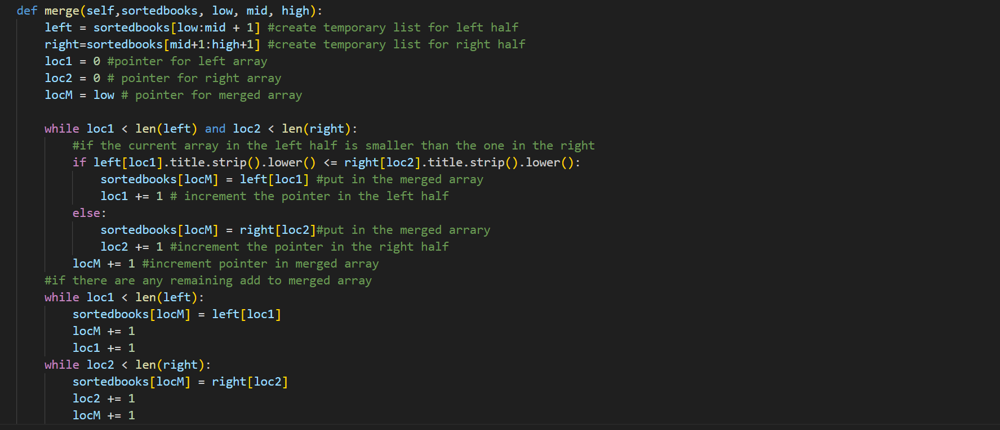 def merge(self,sortedbooks, low, mid, high):
    left = sortedbooks[low:mid + 1] #create temporary list for left half
    right=sortedbooks[mid+1:high+1] #create temporary list for right half
    loc1 = 0 #pointer for left array
    loc2 = 0 # pointer for right array
    locM = low # pointer for merged array

    while loc1 < len(left) and loc2 < len(right):
        #if the current array in the left half is smaller than the one in the right
        if left[loc1].title.strip().lower() <= right[loc2].title.strip().lower():
            sortedbooks[locM] = left[loc1] #put in the merged array
            loc1 += 1 # increment the pointer in the left half
        else:
            sortedbooks[locM] = right[loc2]#put in the merged arrary
            loc2 += 1 #increment the pointer in the right half
        locM += 1 #increment pointer in merged array
    #if there are any remaining add to merged array
    while loc1 < len(left):
        sortedbooks[locM] = left[loc1]
        locM += 1
        loc1 += 1
    while loc2 < len(right):
        sortedbooks[locM] = right[loc2]
        loc2 += 1
        locM += 1